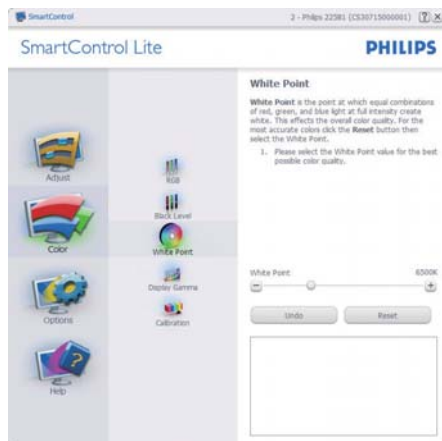 SmartControl
2 - Philips 225B1 (CS30715000001)
SmartControl Lite
PHILIPS
Adjust
Color
Options
Help
RGB
Black Level
White Point
Display Gamma
Calibration
White Point
White Point is the point at which equal combinations
of red, green, and blue light at full intensity create
white. This effects the overall color quality. For the
most accurate colors click the Reset button then
select the White Point.
1. Please select the White Point value for the best
possible color quality.
White Point 6500K
Undo Reset